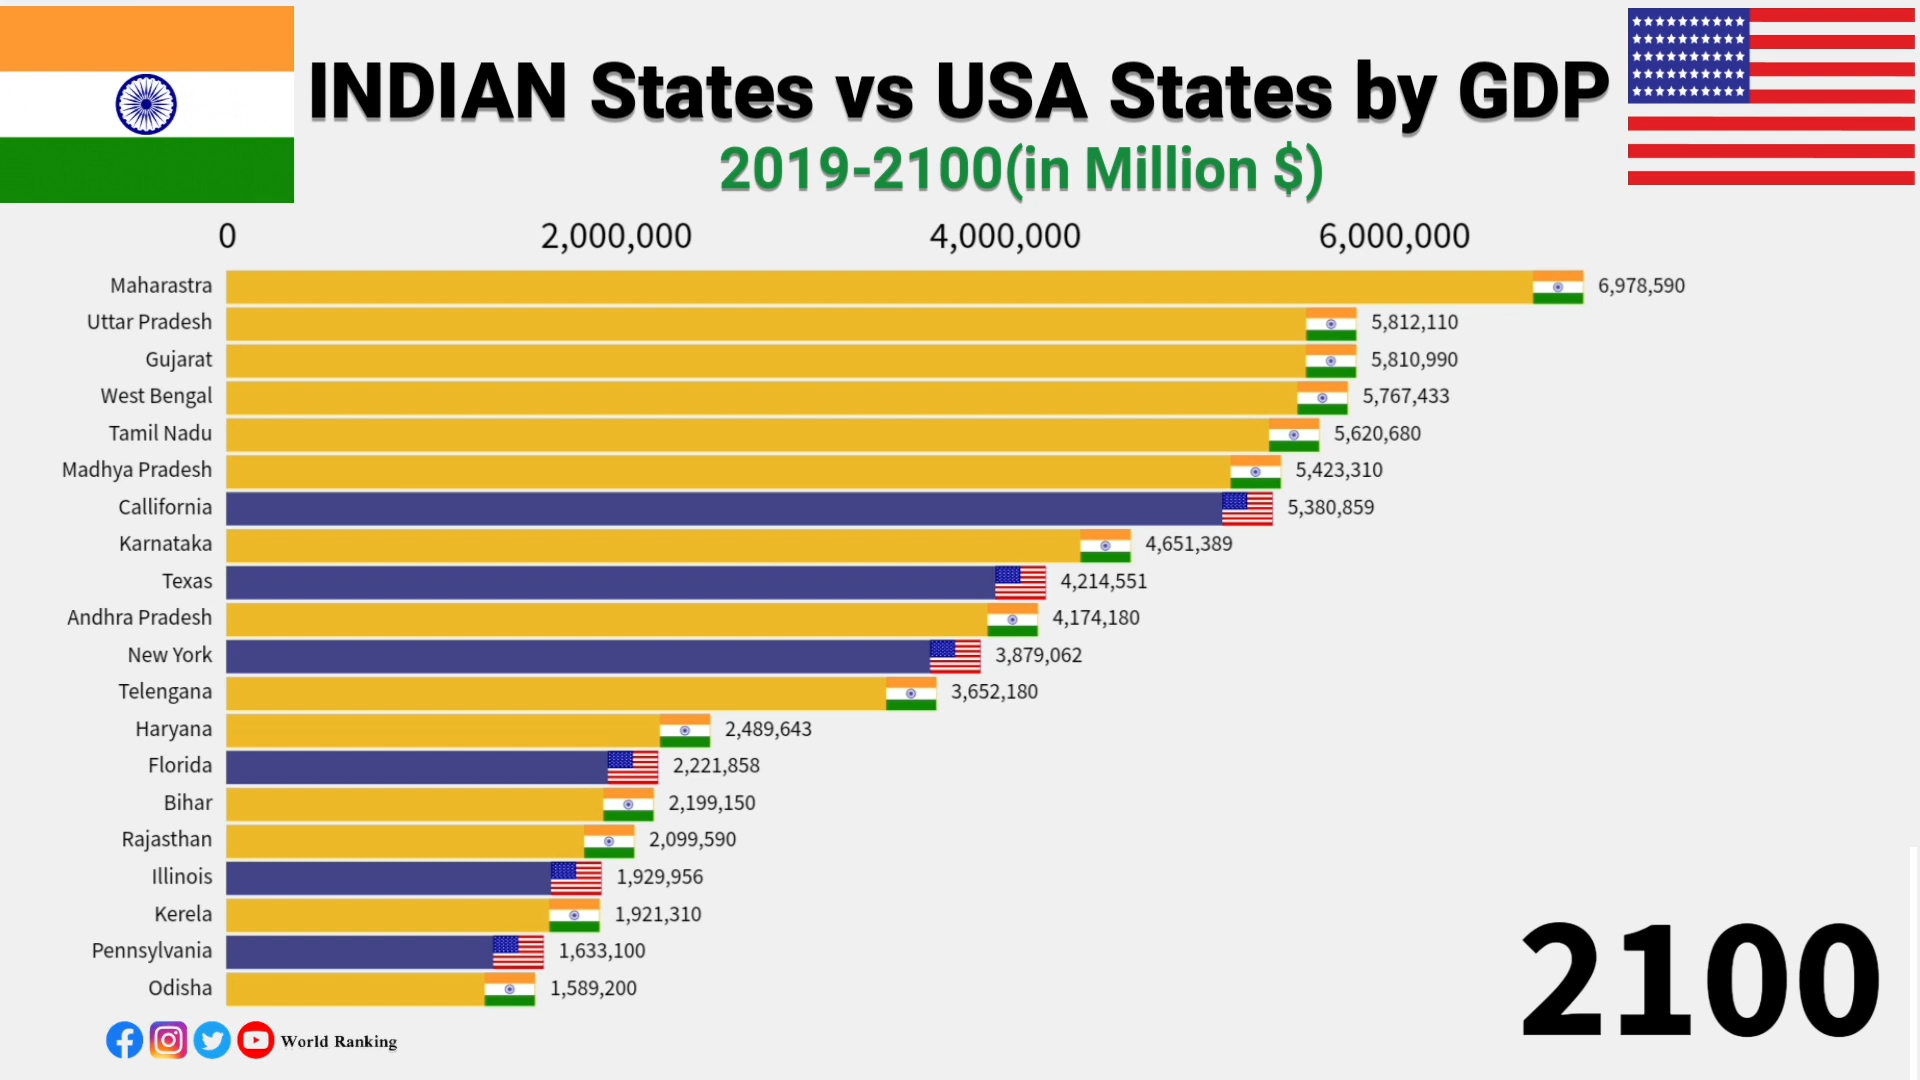 INDIAN States vs USA States by GDP
2019-2100(in Million $)
0 2,000,000 4,000,000 6,000,000
Maharastra 6,978,590
Uttar Pradesh 5,812,110
Gujarat 5,810,990
West Bengal 5,767,433
Tamil Nadu 5,620,680
Madhya Pradesh 5,423,310
Callifornia 5,380,859
Karnataka 4,651,389
Texas 4,214,551
Andhra Pradesh 4,174,180
New York 3,879,062
Telengana 3,652,180
Haryana 2,489,643
Florida 2,221,858
Bihar 2,199,150
Rajasthan 2,099,590
Illinois 1,929,956
Kerela 1,921,310
Pennsylvania 1,633,100
Odisha 1,589,200
2100
World Ranking